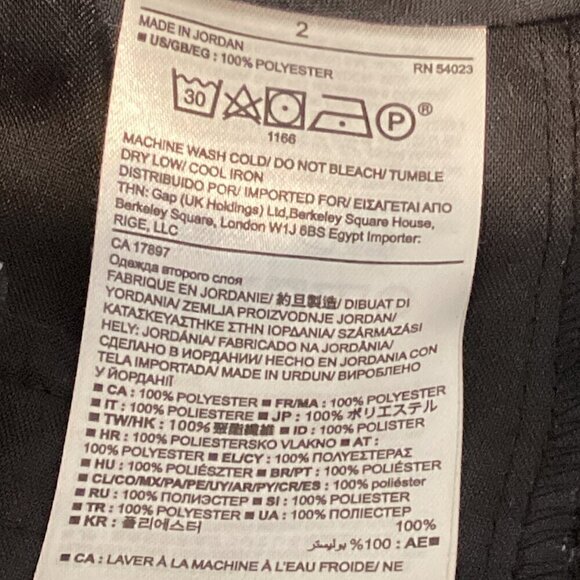 2
MADE IN JORDAN
■ US/GB/EG : 100% POLYESTER
RN 54023
30
P®
1166
MACHINE WASH COLD/ DO NOT BLEACH/ TUMBLE
DRY LOW/ COOL IRON
DISTRIBUIDO POR/ IMPORTED FOR/ ΕΙΣΑΓΕΤΑΙ ΑΠΟ
THN: Gap (UK Holdings) Ltd,Berkeley Square House,
Berkeley Square, London W1J 6BS Egypt Importer:
RIGE, LLC
CA 17897
Одежда второго слоя
FABRIQUE EN JORDANIE/ 約旦製造/ DIBUAT DI
YORDANIA/ ZEMLJA PROIZVODNJE JORDAN/
ΚΑΤΑΣΚΕΥΑΣΤΗΚΕ ΣΤΗΝ ΙΟΡΔΑΝΙΑ/ SZÁRMAZÁSI
HELY: JORDÁNIA/ FABRICADO NA JORDÂNIA/
СДЕЛАНО В ИОРДАНИИ/ HECHO EN JORDANIA CON
TELA IMPORTADA/ MADE IN URDUN/ ВИРОБЛЕНО
У ЙОРДАНІЇ
■ CA : 100% POLYESTER ■ FR/MA : 100% POLYESTER
■ IT : 100% POLIESTERE ■ JP : 100% ポリエステル
■ TW/HK : 100% 聚酯纖維 ■ ID : 100% POLISTER
■ HR : 100% POLIESTERSKO VLAKNO ■ AT :
100% POLYESTER ■ EL/CY : 100% ΠΟΛΥΕΣΤΕΡΑΣ
■ HU : 100% POLIÉSZTER ■ BR/PT : 100% POLIÉSTER
■ CL/CO/MX/PA/PE/UY/AR/PY/CR/ES : 100% poliéster
■ RU : 100% ПОЛИЭСТЕР ■ SI : 100% POLIESTER
■ TR : 100% POLYESTER ■ UA : 100% ПОЛІЕСТЕР
■ KR : 폴리에스터 100%
■ AE : 100% بوليستر
■ CA : LAVER À LA MACHINE À L'EAU FROIDE/ NE